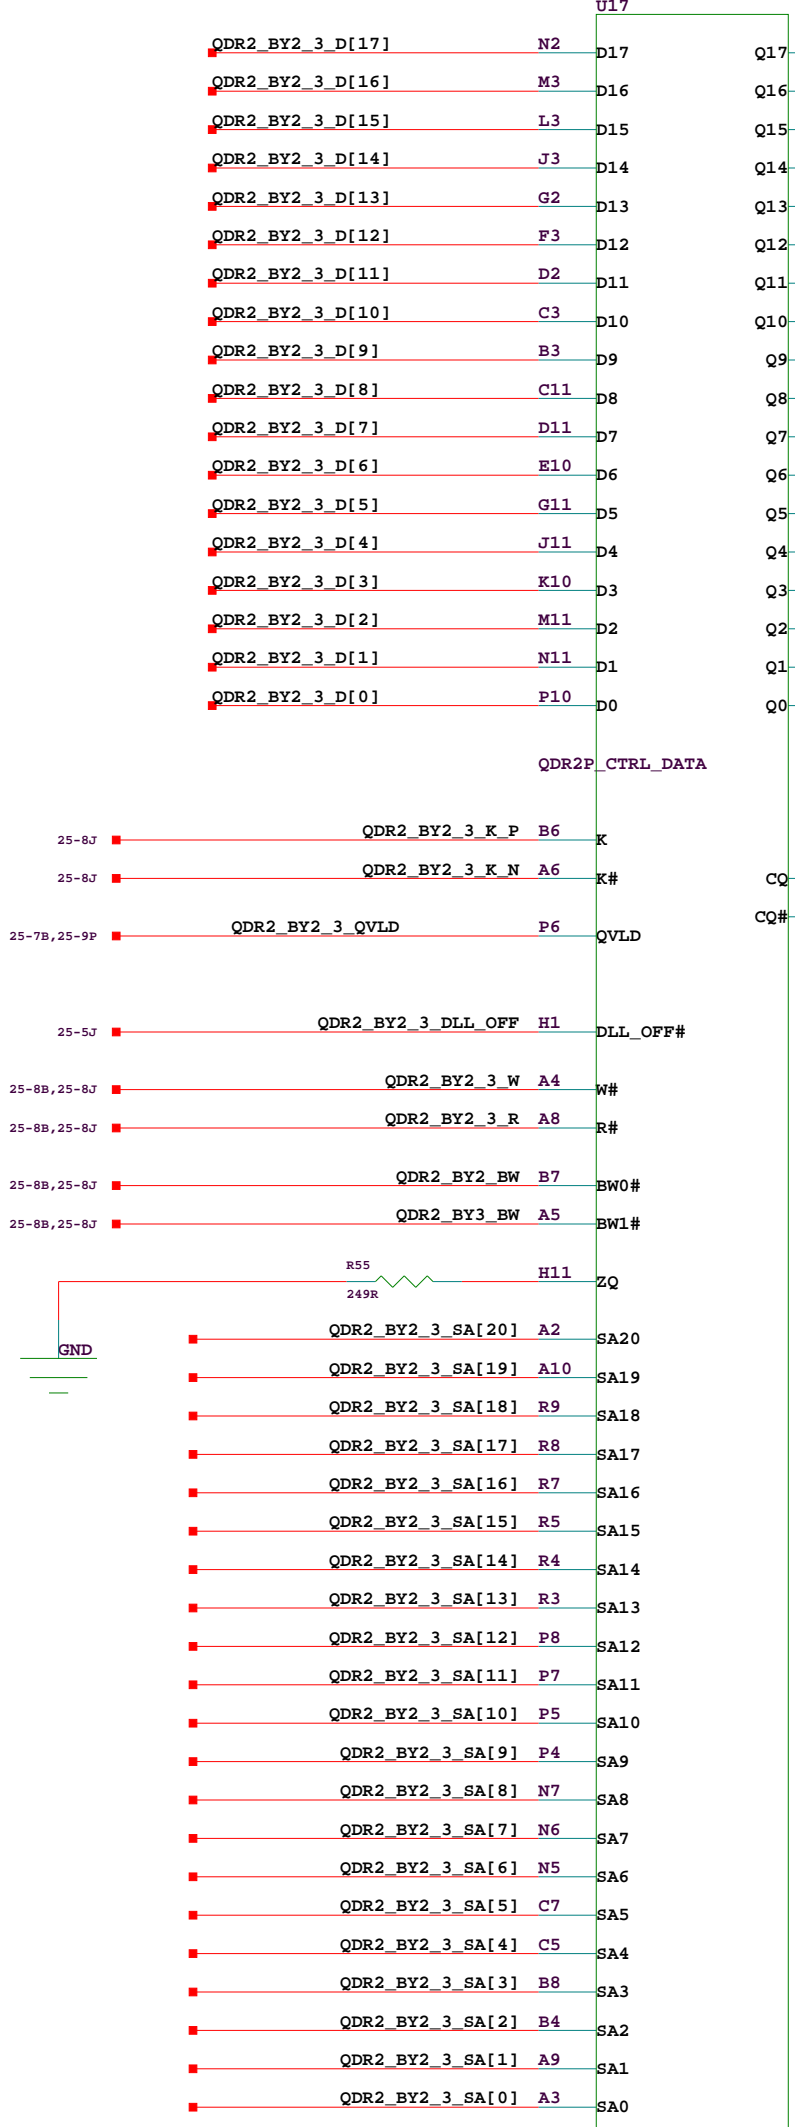 U17
QDR2_BY2_3_D[17] N2 D17 Q17
QDR2_BY2_3_D[16] M3 D16 Q16
QDR2_BY2_3_D[15] L3 D15 Q15
QDR2_BY2_3_D[14] J3 D14 Q14
QDR2_BY2_3_D[13] G2 D13 Q13
QDR2_BY2_3_D[12] F3 D12 Q12
QDR2_BY2_3_D[11] D2 D11 Q11
QDR2_BY2_3_D[10] C3 D10 Q10
QDR2_BY2_3_D[9] B3 D9 Q9
QDR2_BY2_3_D[8] C11 D8 Q8
QDR2_BY2_3_D[7] D11 D7 Q7
QDR2_BY2_3_D[6] E10 D6 Q6
QDR2_BY2_3_D[5] G11 D5 Q5
QDR2_BY2_3_D[4] J11 D4 Q4
QDR2_BY2_3_D[3] K10 D3 Q3
QDR2_BY2_3_D[2] M11 D2 Q2
QDR2_BY2_3_D[1] N11 D1 Q1
QDR2_BY2_3_D[0] P10 D0 Q0
QDR2P_CTRL_DATA
25-8J QDR2_BY2_3_K_P B6 K
25-8J QDR2_BY2_3_K_N A6 K# CQ
CQ#
25-7B,25-9P QDR2_BY2_3_QVLD P6 QVLD
25-5J QDR2_BY2_3_DLL_OFF H1 DLL_OFF#
25-8B,25-8J QDR2_BY2_3_W A4 W#
25-8B,25-8J QDR2_BY2_3_R A8 R#
25-8B,25-8J QDR2_BY2_BW B7 BW0#
25-8B,25-8J QDR2_BY3_BW A5 BW1#
R55 H11 ZQ
249R
GND
QDR2_BY2_3_SA[20] A2 SA20
QDR2_BY2_3_SA[19] A10 SA19
QDR2_BY2_3_SA[18] R9 SA18
QDR2_BY2_3_SA[17] R8 SA17
QDR2_BY2_3_SA[16] R7 SA16
QDR2_BY2_3_SA[15] R5 SA15
QDR2_BY2_3_SA[14] R4 SA14
QDR2_BY2_3_SA[13] R3 SA13
QDR2_BY2_3_SA[12] P8 SA12
QDR2_BY2_3_SA[11] P7 SA11
QDR2_BY2_3_SA[10] P5 SA10
QDR2_BY2_3_SA[9] P4 SA9
QDR2_BY2_3_SA[8] N7 SA8
QDR2_BY2_3_SA[7] N6 SA7
QDR2_BY2_3_SA[6] N5 SA6
QDR2_BY2_3_SA[5] C7 SA5
QDR2_BY2_3_SA[4] C5 SA4
QDR2_BY2_3_SA[3] B8 SA3
QDR2_BY2_3_SA[2] B4 SA2
QDR2_BY2_3_SA[1] A9 SA1
QDR2_BY2_3_SA[0] A3 SA0